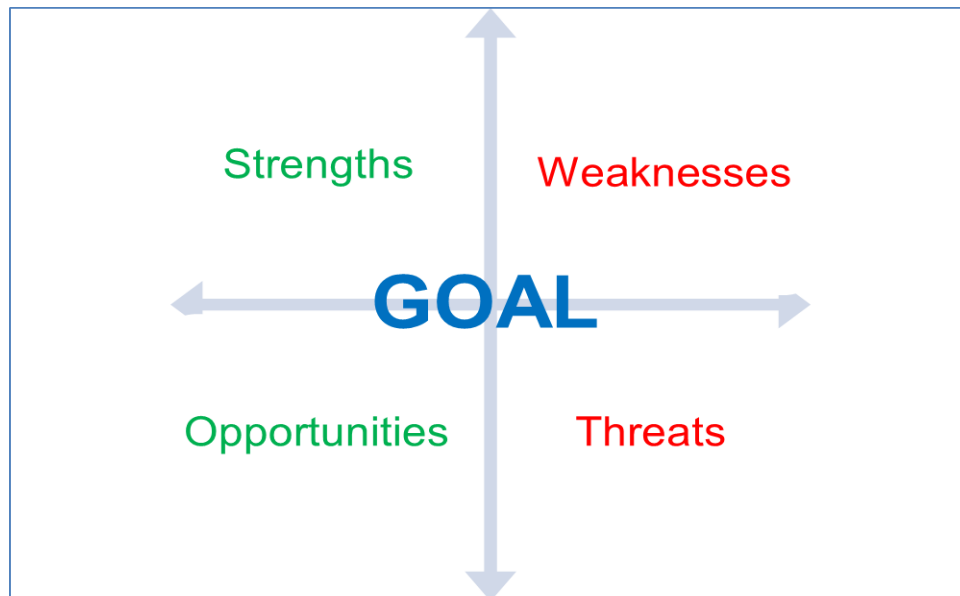 Strengths
Weaknesses
GOAL
Opportunities
Threats